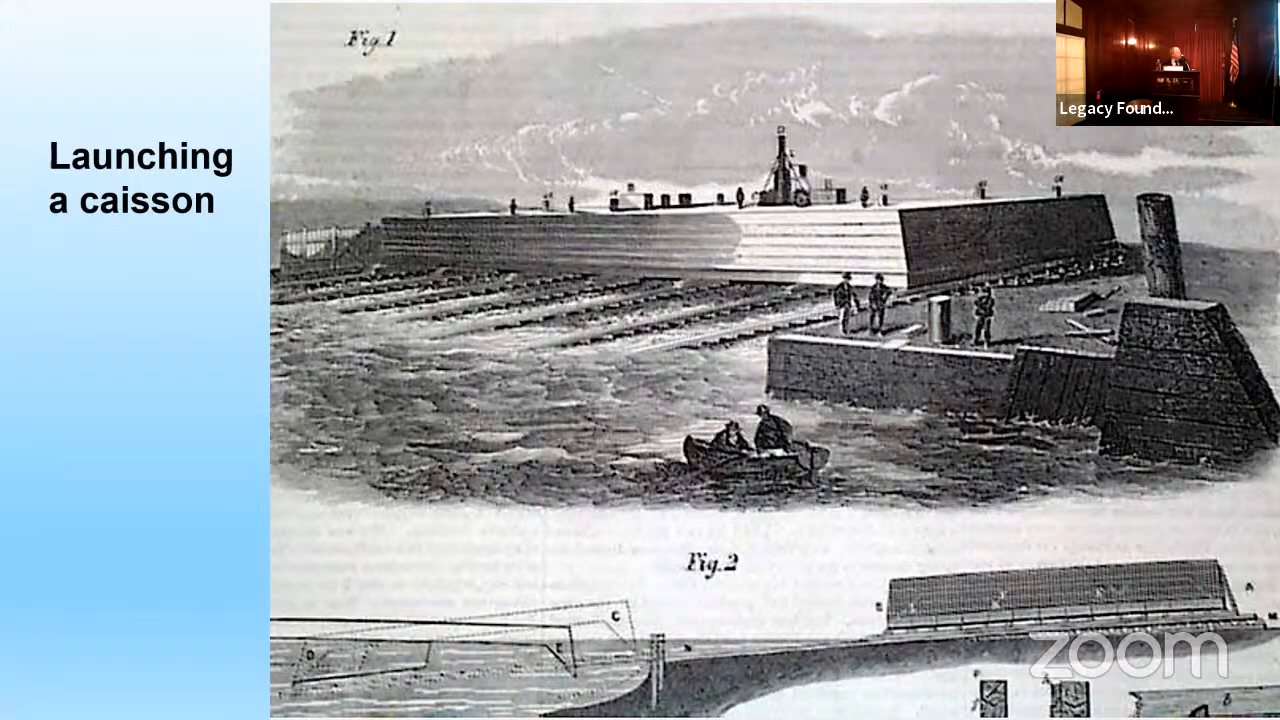 Launching
a caisson
Fig.1
Legacy Found...
Fig.2
C
zoom